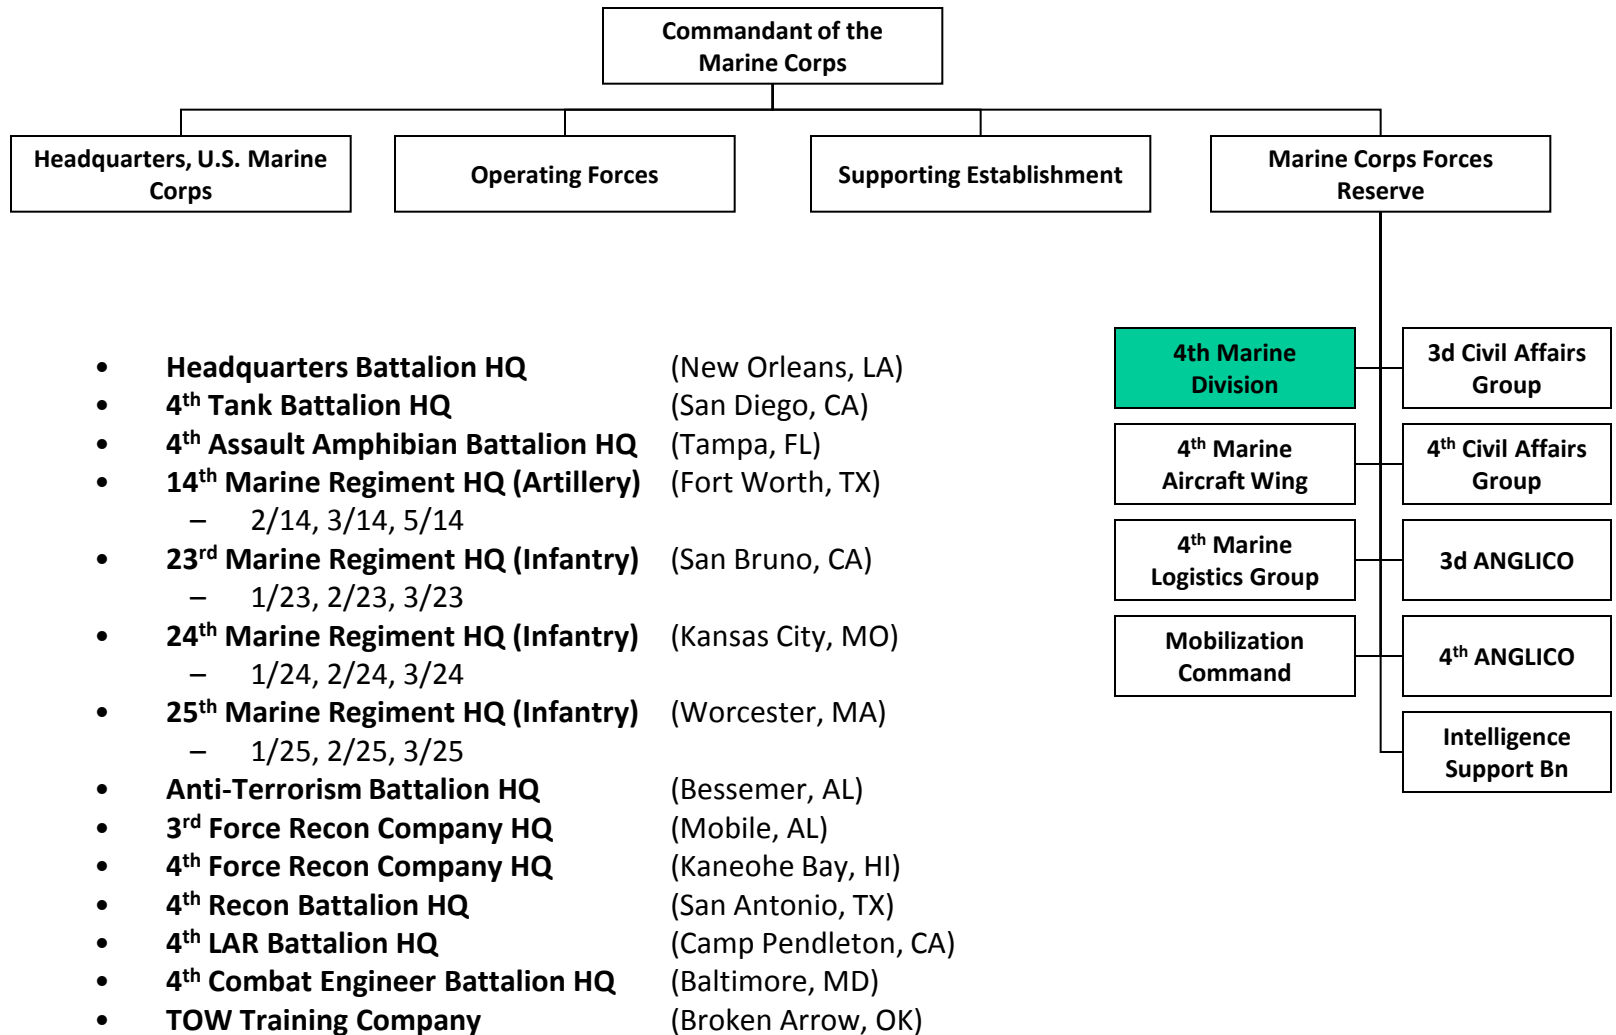 Commandant of the
Marine Corps
Headquarters, U.S. Marine
Corps
Operating Forces
Supporting Establishment
Marine Corps Forces
Reserve
• Headquarters Battalion HQ (New Orleans, LA)
• 4th Tank Battalion HQ (San Diego, CA)
• 4th Assault Amphibian Battalion HQ (Tampa, FL)
• 14th Marine Regiment HQ (Artillery) (Fort Worth, TX)
– 2/14, 3/14, 5/14
• 23rd Marine Regiment HQ (Infantry) (San Bruno, CA)
– 1/23, 2/23, 3/23
• 24th Marine Regiment HQ (Infantry) (Kansas City, MO)
– 1/24, 2/24, 3/24
• 25th Marine Regiment HQ (Infantry) (Worcester, MA)
– 1/25, 2/25, 3/25
• Anti-Terrorism Battalion HQ (Bessemer, AL)
• 3rd Force Recon Company HQ (Mobile, AL)
• 4th Force Recon Company HQ (Kaneohe Bay, HI)
• 4th Recon Battalion HQ (San Antonio, TX)
• 4th LAR Battalion HQ (Camp Pendleton, CA)
• 4th Combat Engineer Battalion HQ (Baltimore, MD)
• TOW Training Company (Broken Arrow, OK)
4th Marine
Division
3d Civil Affairs
Group
4th Marine
Aircraft Wing
4th Civil Affairs
Group
4th Marine
Logistics Group
3d ANGLICO
Mobilization
Command
4th ANGLICO
Intelligence
Support Bn